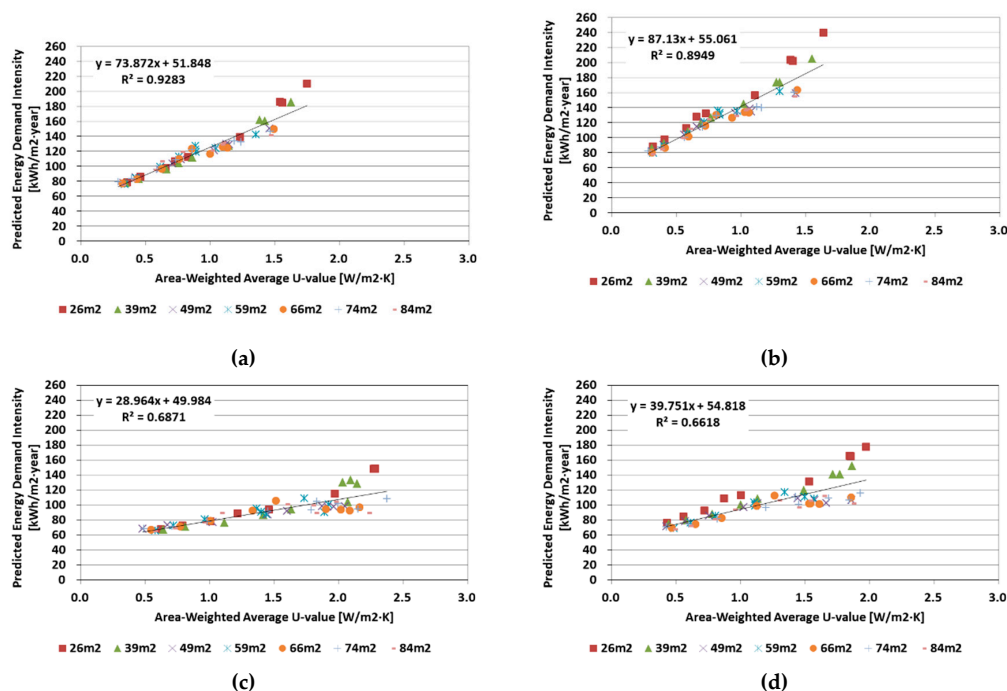 (a)
Predicted Energy Demand Intensity
[kWh/m2-year]
260
240
220
200
180
160
140
120
100
80
60
40
20
0
y = 73.872x + 51.848
R² = 0.9283
0.0 0.5 1.0 1.5 2.0 2.5 3.0
Area-Weighted Average U-value [W/m2·K]
26m2 39m2 49m2 59m2 66m2 74m2 84m2
(b)
Predicted Energy Demand Intensity
[kWh/m2-year]
260
240
220
200
180
160
140
120
100
80
60
40
20
0
y = 87.13x + 55.061
R² = 0.8949
0.0 0.5 1.0 1.5 2.0 2.5 3.0
Area-Weighted Average U-value [W/m2·K]
26m2 39m2 49m2 59m2 66m2 74m2 84m2
(a)
(b)
Predicted Energy Demand Intensity
[kWh/m2-year]
260
240
220
200
180
160
140
120
100
80
60
40
20
0
y = 28.964x + 49.984
R² = 0.6871
0.0 0.5 1.0 1.5 2.0 2.5 3.0
Area-Weighted Average U-value [W/m2·K]
26m2 39m2 49m2 59m2 66m2 74m2 84m2
(c)
Predicted Energy Demand Intensity
[kWh/m2-year]
260
240
220
200
180
160
140
120
100
80
60
40
20
0
y = 39.751x + 54.818
R² = 0.6618
0.0 0.5 1.0 1.5 2.0 2.5 3.0
Area-Weighted Average U-value [W/m2·K]
26m2 39m2 49m2 59m2 66m2 74m2 84m2
(d)